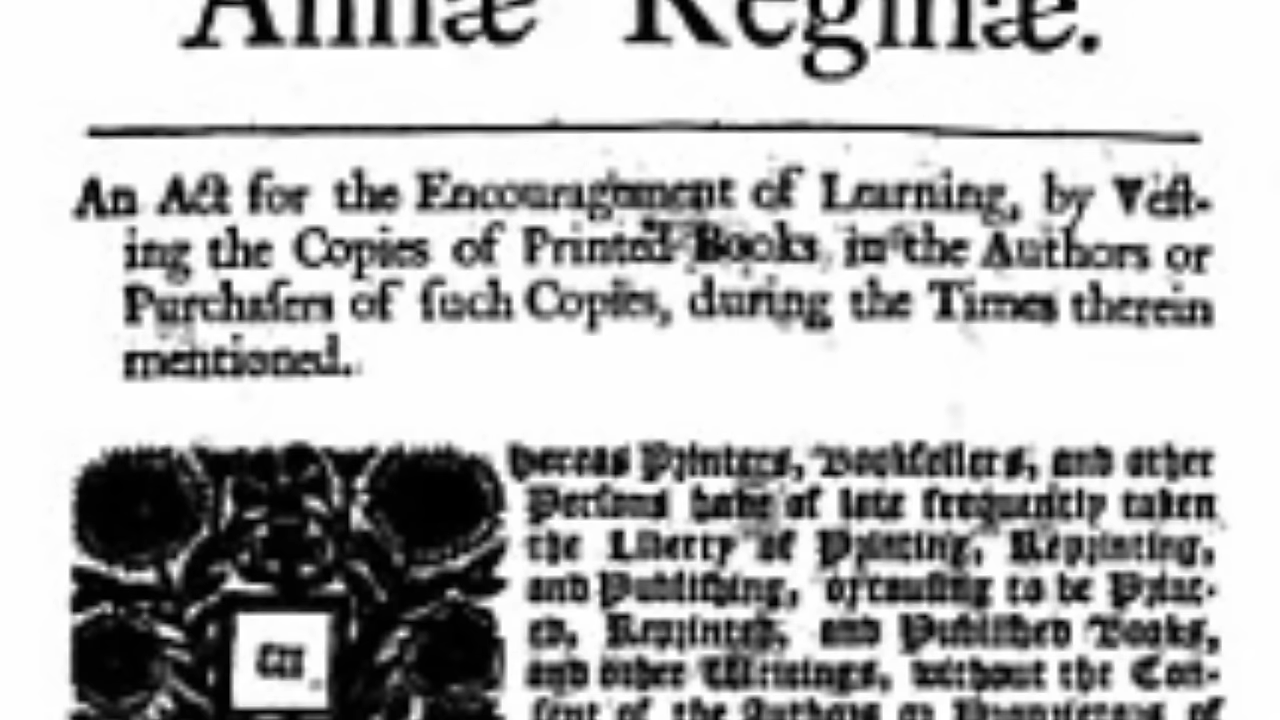 Annæ Reginæ.
An Act for the Encouragement of Learning, by Veſt-
ing the Copies of Printed Books in the Authors or
Purchaſers of ſuch Copies, during the Times therein
mentioned.
Whereas Printers, Bookſellers, and other
Perſons have of late frequently taken
the Liberty of Printing, Reprinting,
and Publiſhing, or cauſing to be Print-
ed, Reprinted, and Publiſhed Books,
and other Writings, without the Con-
ſent of the Authors or Proprietors of